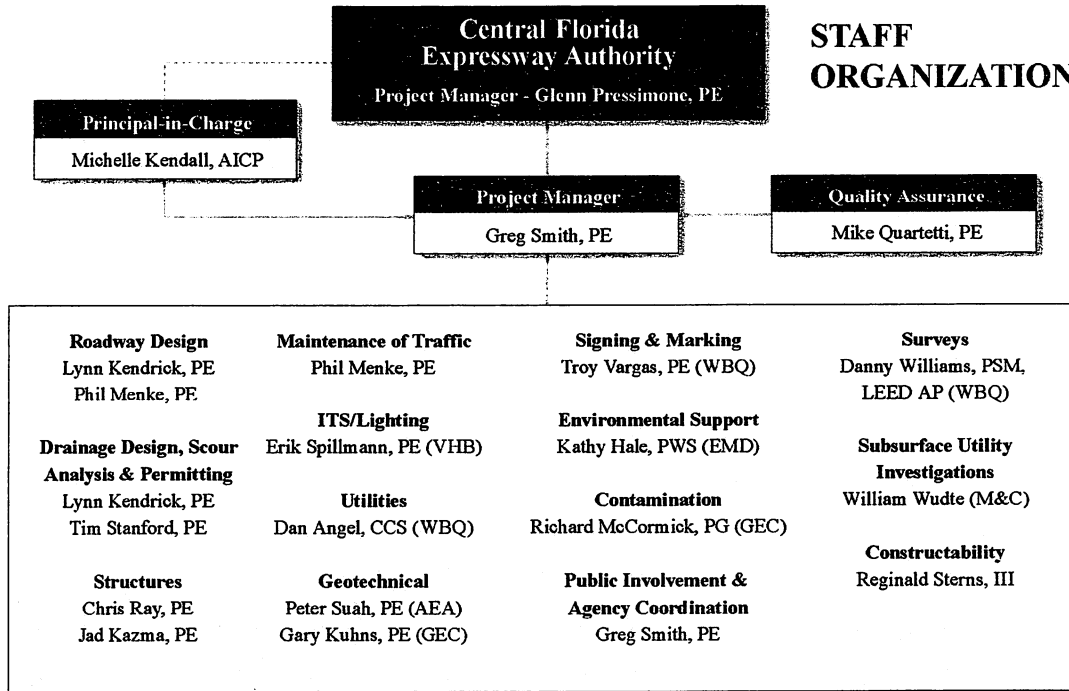 Central Florida
Expressway Authority
Project Manager - Glenn Pressimone, PE
STAFF
ORGANIZATION
Principal-in-Charge
Michelle Kendall, AICP
Project Manager
Greg Smith, PE
Quality Assurance
Mike Quartetti, PE
Roadway Design
Lynn Kendrick, PE
Phil Menke, PE
Drainage Design, Scour
Analysis & Permitting
Lynn Kendrick, PE
Tim Stanford, PE
Structures
Chris Ray, PE
Jad Kazma, PE
Maintenance of Traffic
Phil Menke, PE
ITS/Lighting
Erik Spillmann, PE (VHB)
Utilities
Dan Angel, CCS (WBQ)
Geotechnical
Peter Suah, PE (AEA)
Gary Kuhns, PE (GEC)
Signing & Marking
Troy Vargas, PE (WBQ)
Environmental Support
Kathy Hale, PWS (EMD)
Contamination
Richard McCormick, PG (GEC)
Public Involvement &
Agency Coordination
Greg Smith, PE
Surveys
Danny Williams, PSM,
LEED AP (WBQ)
Subsurface Utility
Investigations
William Wudte (M&C)
Constructability
Reginald Sterns, III